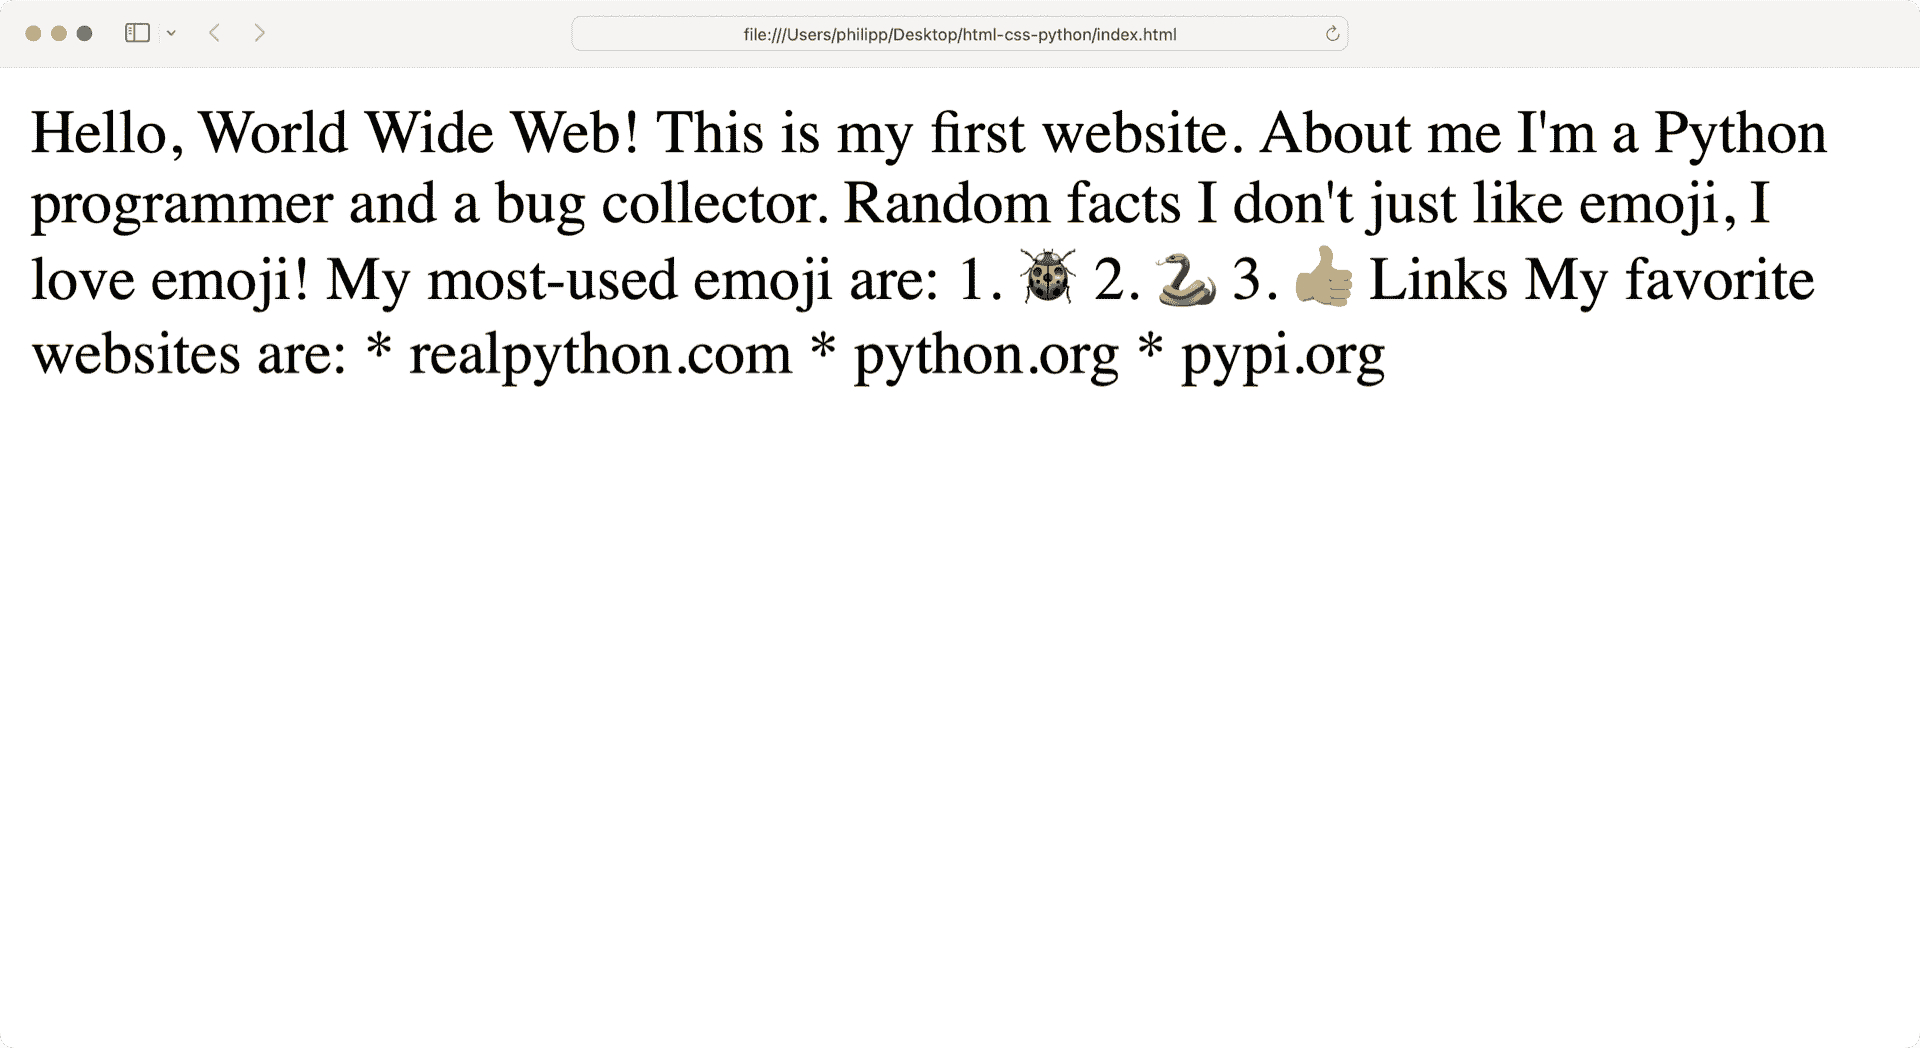 file:///Users/philipp/Desktop/html-css-python/index.html
Hello, World Wide Web! This is my first website. About me I'm a Python
programmer and a bug collector. Random facts I don't just like emoji, I
love emoji! My most-used emoji are: 1. 🐞 2. 🐍 3. 👍 Links My favorite
websites are: * realpython.com * python.org * pypi.org